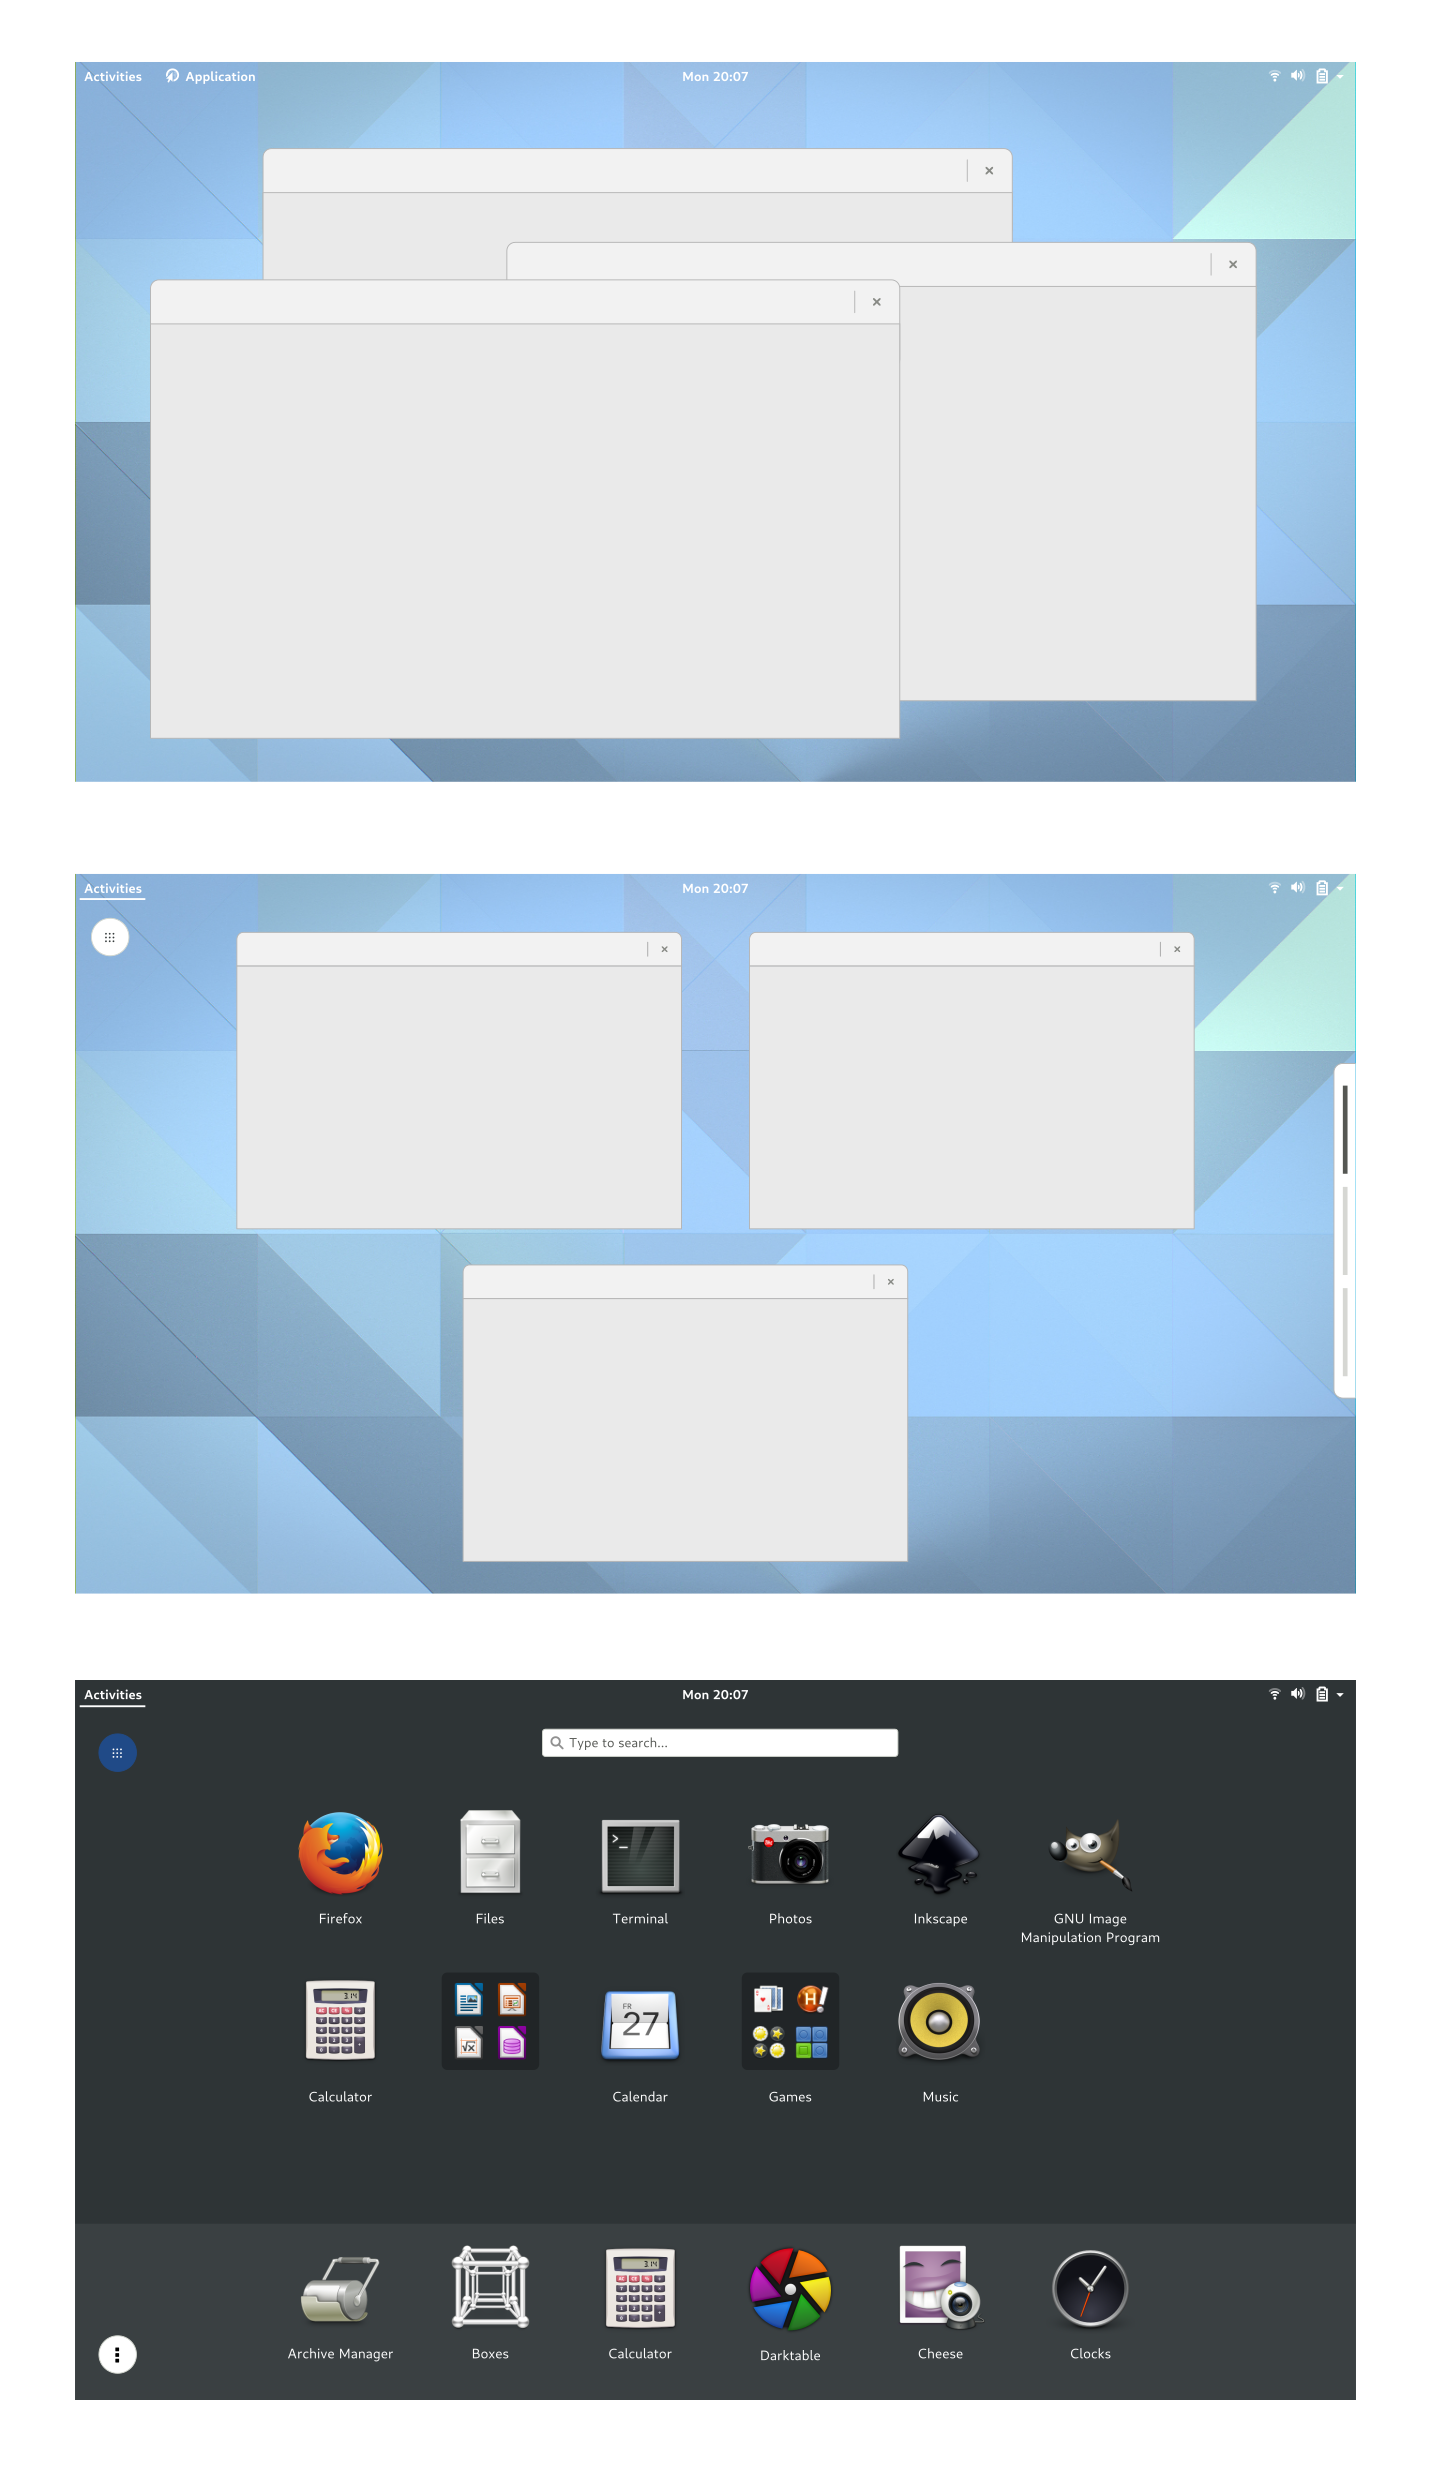 Activities Application Mon 20:07
Activities Mon 20:07
Activities Mon 20:07
Type to search...
Firefox Files Terminal Photos Inkscape GNU Image
Manipulation Program
3.14 FR
27 H!
√x
Calculator Calendar Games Music
3.14
Archive Manager Boxes Calculator Darktable Cheese Clocks